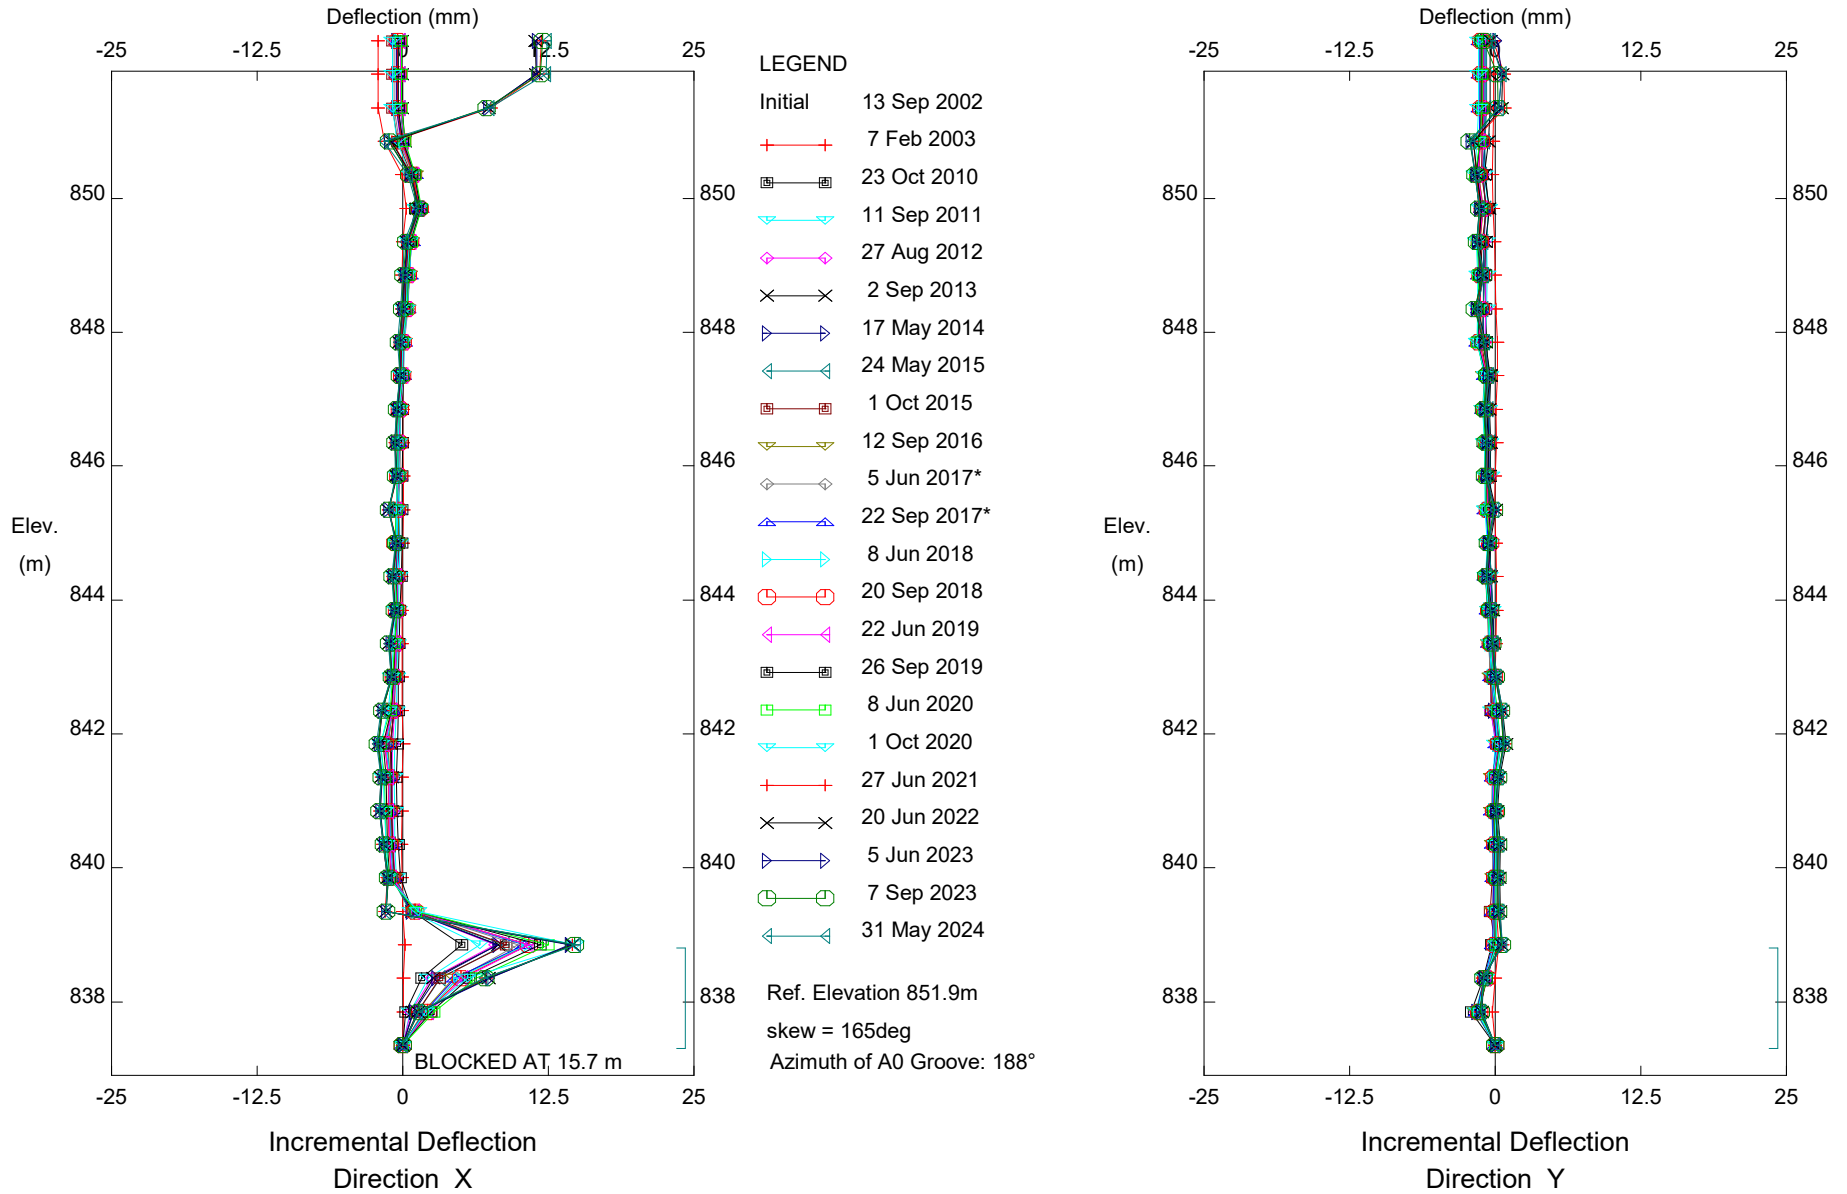 Deflection (mm)
-25 -12.5 12.5 25
850
848
846
844
842
840
838
Elev.
(m)
850
848
846
844
842
840
838
BLOCKED AT 15.7 m
-25 -12.5 0 12.5 25
Incremental Deflection
Direction X
LEGEND
Initial 13 Sep 2002
7 Feb 2003
23 Oct 2010
11 Sep 2011
27 Aug 2012
2 Sep 2013
17 May 2014
24 May 2015
1 Oct 2015
12 Sep 2016
5 Jun 2017*
22 Sep 2017*
8 Jun 2018
20 Sep 2018
22 Jun 2019
26 Sep 2019
8 Jun 2020
1 Oct 2020
27 Jun 2021
20 Jun 2022
5 Jun 2023
7 Sep 2023
31 May 2024
Ref. Elevation 851.9m
skew = 165deg
Azimuth of A0 Groove: 188°
Deflection (mm)
-25 -12.5 12.5 25
850
848
846
844
842
840
838
Elev.
(m)
850
848
846
844
842
840
838
-25 -12.5 0 12.5 25
Incremental Deflection
Direction Y